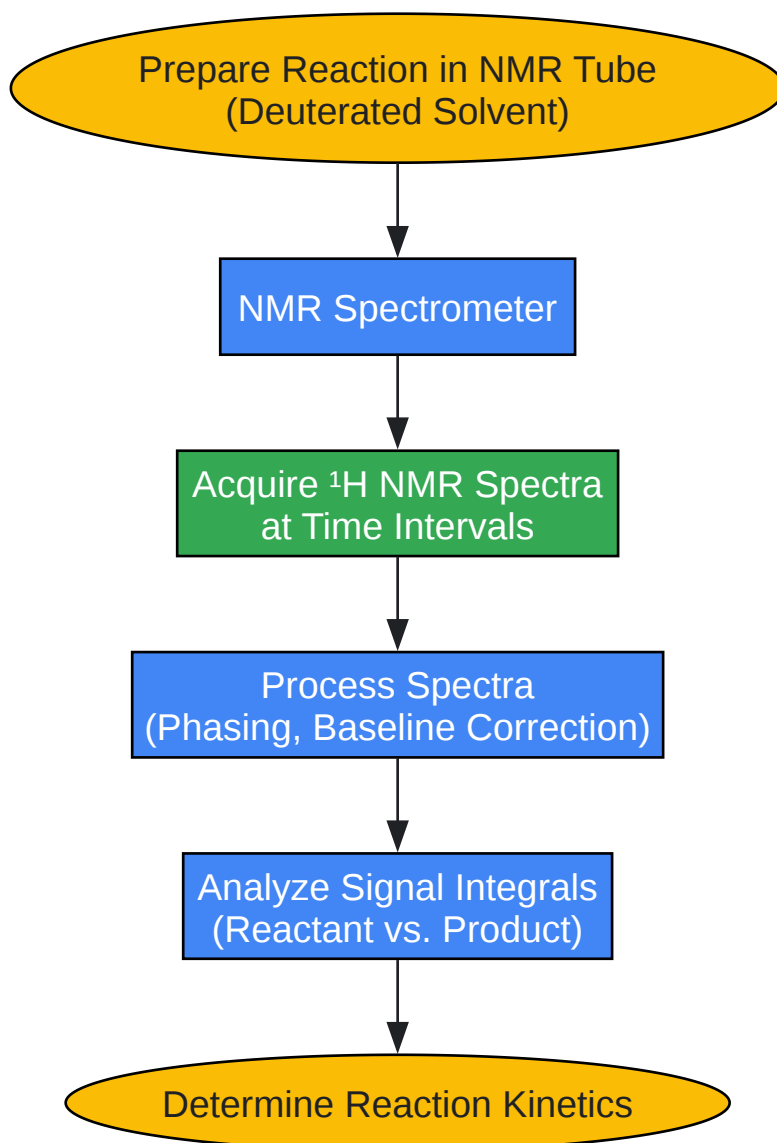 Prepare Reaction in NMR Tube
(Deuterated Solvent)
NMR Spectrometer
Acquire ¹H NMR Spectra
at Time Intervals
Process Spectra
(Phasing, Baseline Correction)
Analyze Signal Integrals
(Reactant vs. Product)
Determine Reaction Kinetics